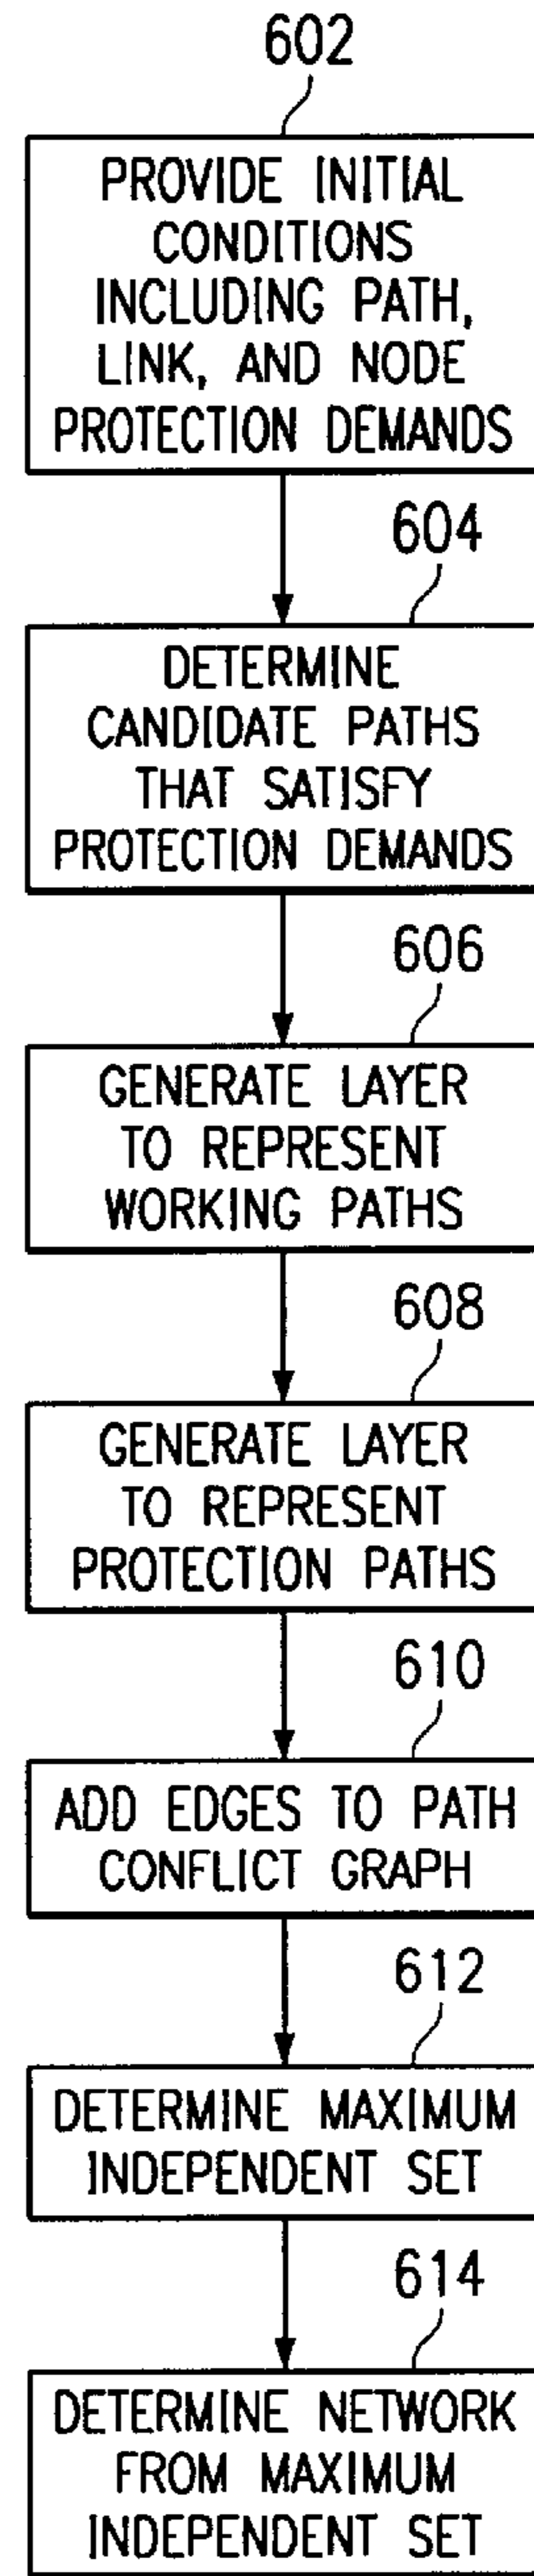 602
PROVIDE INITIAL
CONDITIONS
INCLUDING PATH,
LINK, AND NODE
PROTECTION DEMANDS
604
DETERMINE
CANDIDATE PATHS
THAT SATISFY
PROTECTION DEMANDS
606
GENERATE LAYER
TO REPRESENT
WORKING PATHS
608
GENERATE LAYER
TO REPRESENT
PROTECTION PATHS
610
ADD EDGES TO PATH
CONFLICT GRAPH
612
DETERMINE MAXIMUM
INDEPENDENT SET
614
DETERMINE NETWORK
FROM MAXIMUM
INDEPENDENT SET